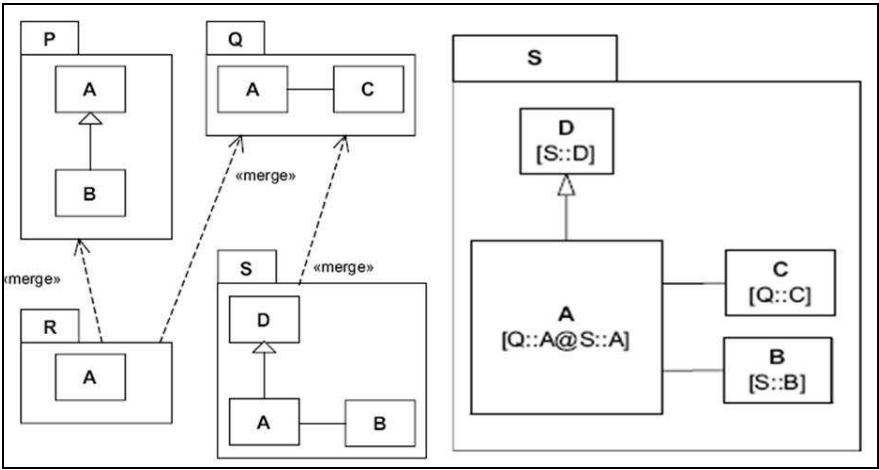 P
A
B
«merge»
R
A
Q
A
C
«merge»
«merge»
S
D
A
B
S
D
[S::D]
A
[Q::A@S::A]
C
[Q::C]
B
[S::B]